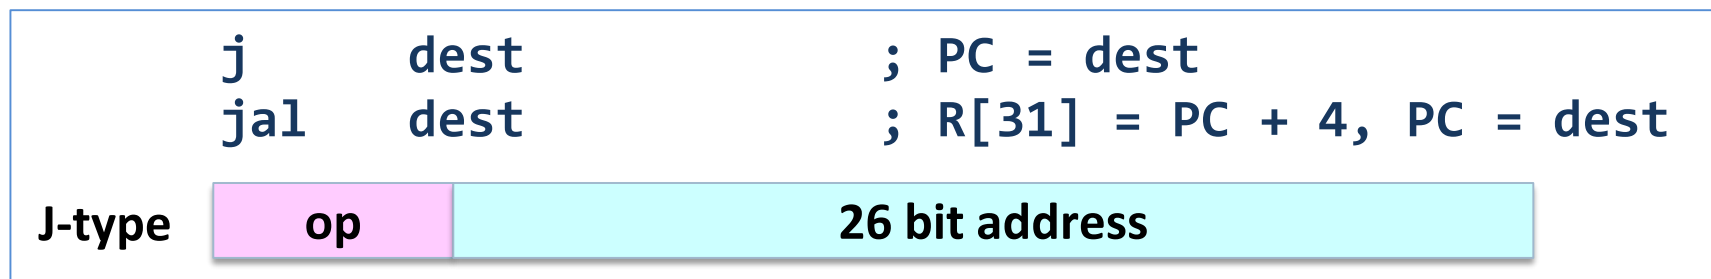 j dest ; PC = dest
jal dest ; R[31] = PC + 4, PC = dest
J-type op 26 bit address